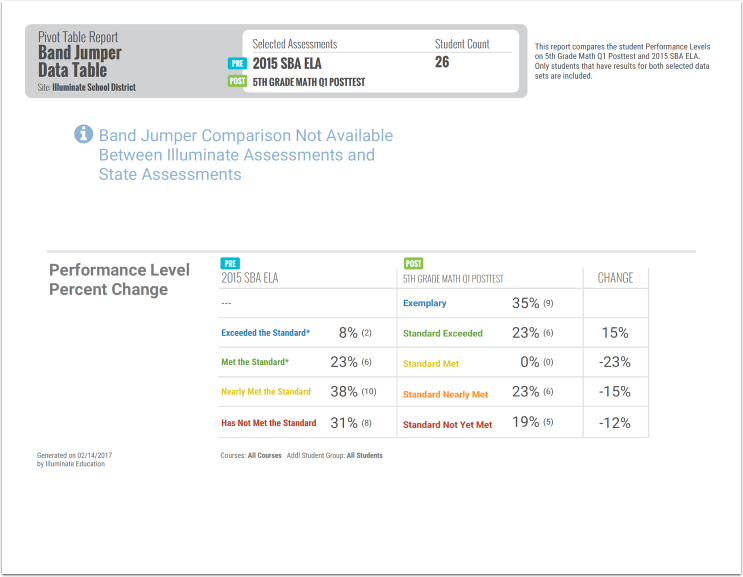 Pivot Table Report
Band Jumper
Data Table
Site: Illuminate School District
Selected Assessments Student Count
PRE 2015 SBA ELA 26
POST 5TH GRADE MATH Q1 POSTTEST
This report compares the student Performance Levels
on 5th Grade Math Q1 Posttest and 2015 SBA ELA.
Only students that have results for both selected data
sets are included.
Band Jumper Comparison Not Available
Between Illuminate Assessments and
State Assessments
Performance Level
Percent Change
PRE POST
2015 SBA ELA 5TH GRADE MATH Q1 POSTTEST CHANGE
--- Exemplary 35% (9)
Exceeded the Standard* 8% (2) Standard Exceeded 23% (6) 15%
Met the Standard* 23% (6) Standard Met 0% (0) -23%
Nearly Met the Standard 38% (10) Standard Nearly Met 23% (6) -15%
Has Not Met the Standard 31% (8) Standard Not Yet Met 19% (5) -12%
Generated on 02/14/2017
by Illuminate Education
Courses: All Courses Addl Student Group: All Students